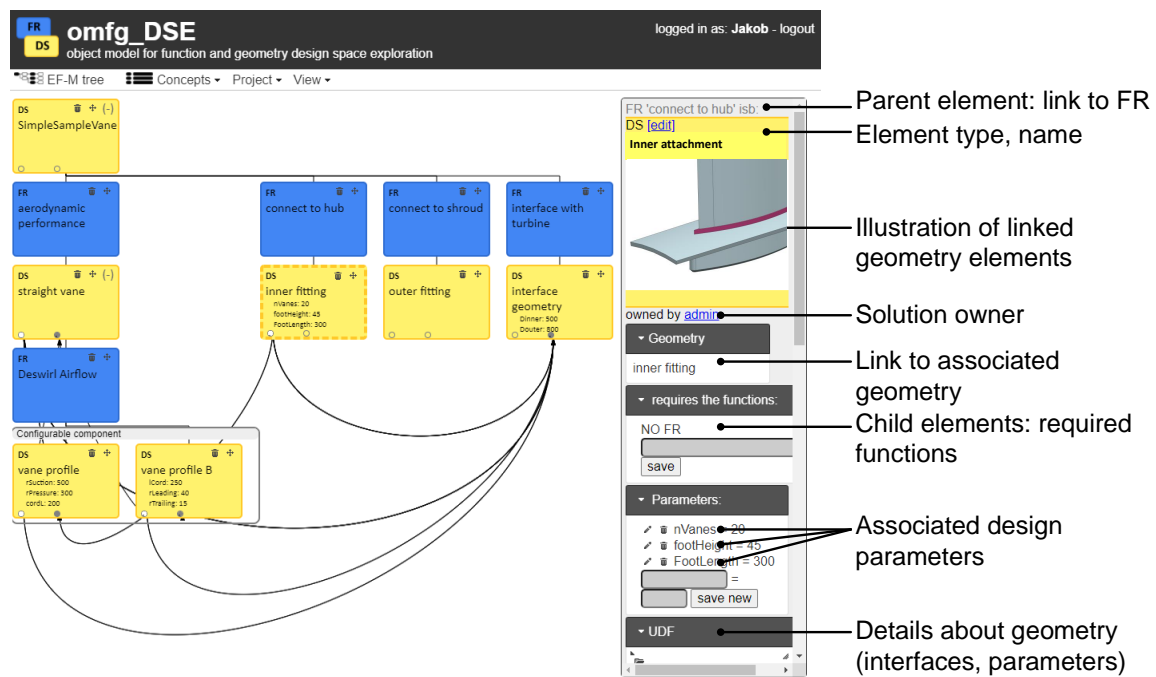 FR
DS
omfg_DSE
object model for function and geometry design space exploration
logged in as: Jakob - logout
EF-M tree
Concepts
Project
View
DS
(-)
SimpleSampleVane
FR
aerodynamic
performance
FR
connect to hub
FR
connect to shroud
FR
interface with
turbine
DS
(-)
straight vane
DS
inner fitting
nVanes: 20
footHeight: 45
FootLength: 300
DS
outer fitting
DS
interface
geometry
Dinner: 500
Douter: 800
FR
Deswirl Airflow
Configurable component
DS
vane profile
rSuction: 500
rPressure: 300
cordL: 200
DS
vane profile B
lCord: 250
rLeading: 40
rTrailing: 15
FR 'connect to hub' isb:
DS [edit]
Inner attachment
owned by admin
Geometry
inner fitting
requires the functions:
NO FR
save
Parameters:
nVanes = 20
footHeight = 45
FootLength = 300
=
save new
UDF
Parent element: link to FR
Element type, name
Illustration of linked
geometry elements
Solution owner
Link to associated
geometry
Child elements: required
functions
Associated design
parameters
Details about geometry
(interfaces, parameters)